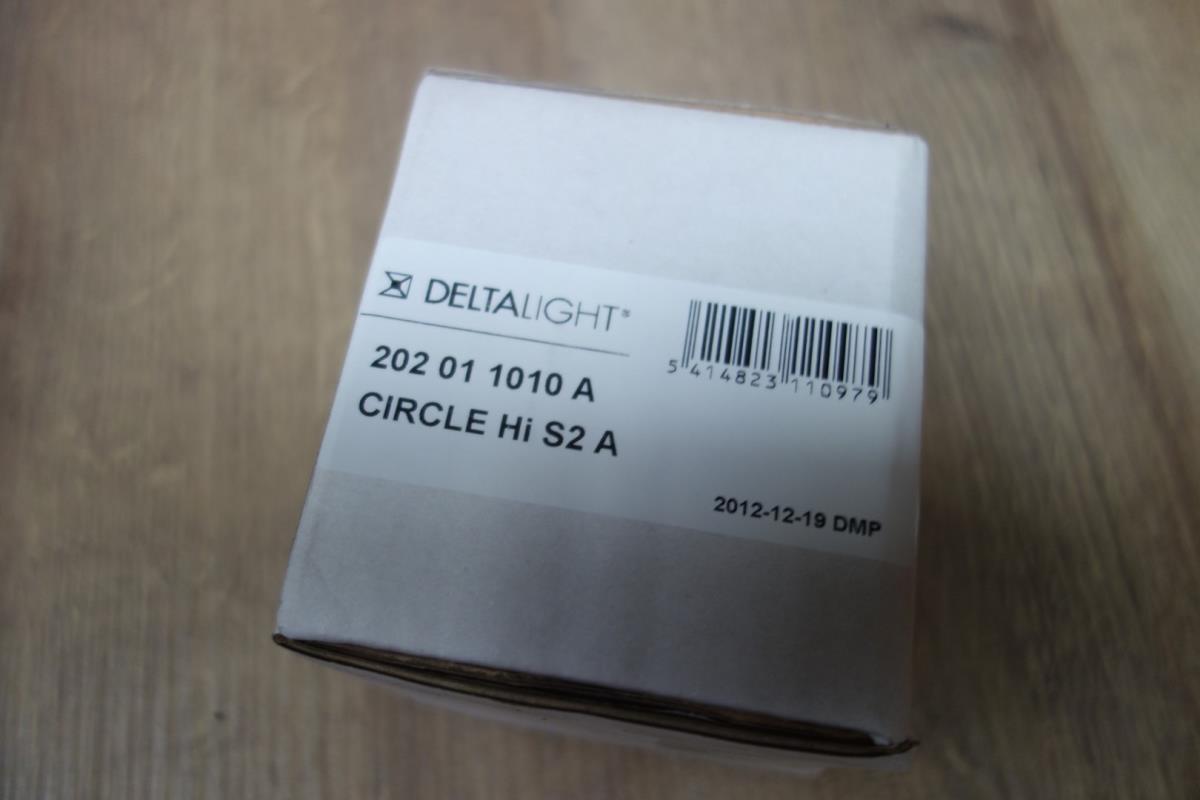 DELTALIGHT®
202 01 1010 A
CIRCLE Hi S2 A
5 414823 110979
2012-12-19 DMP